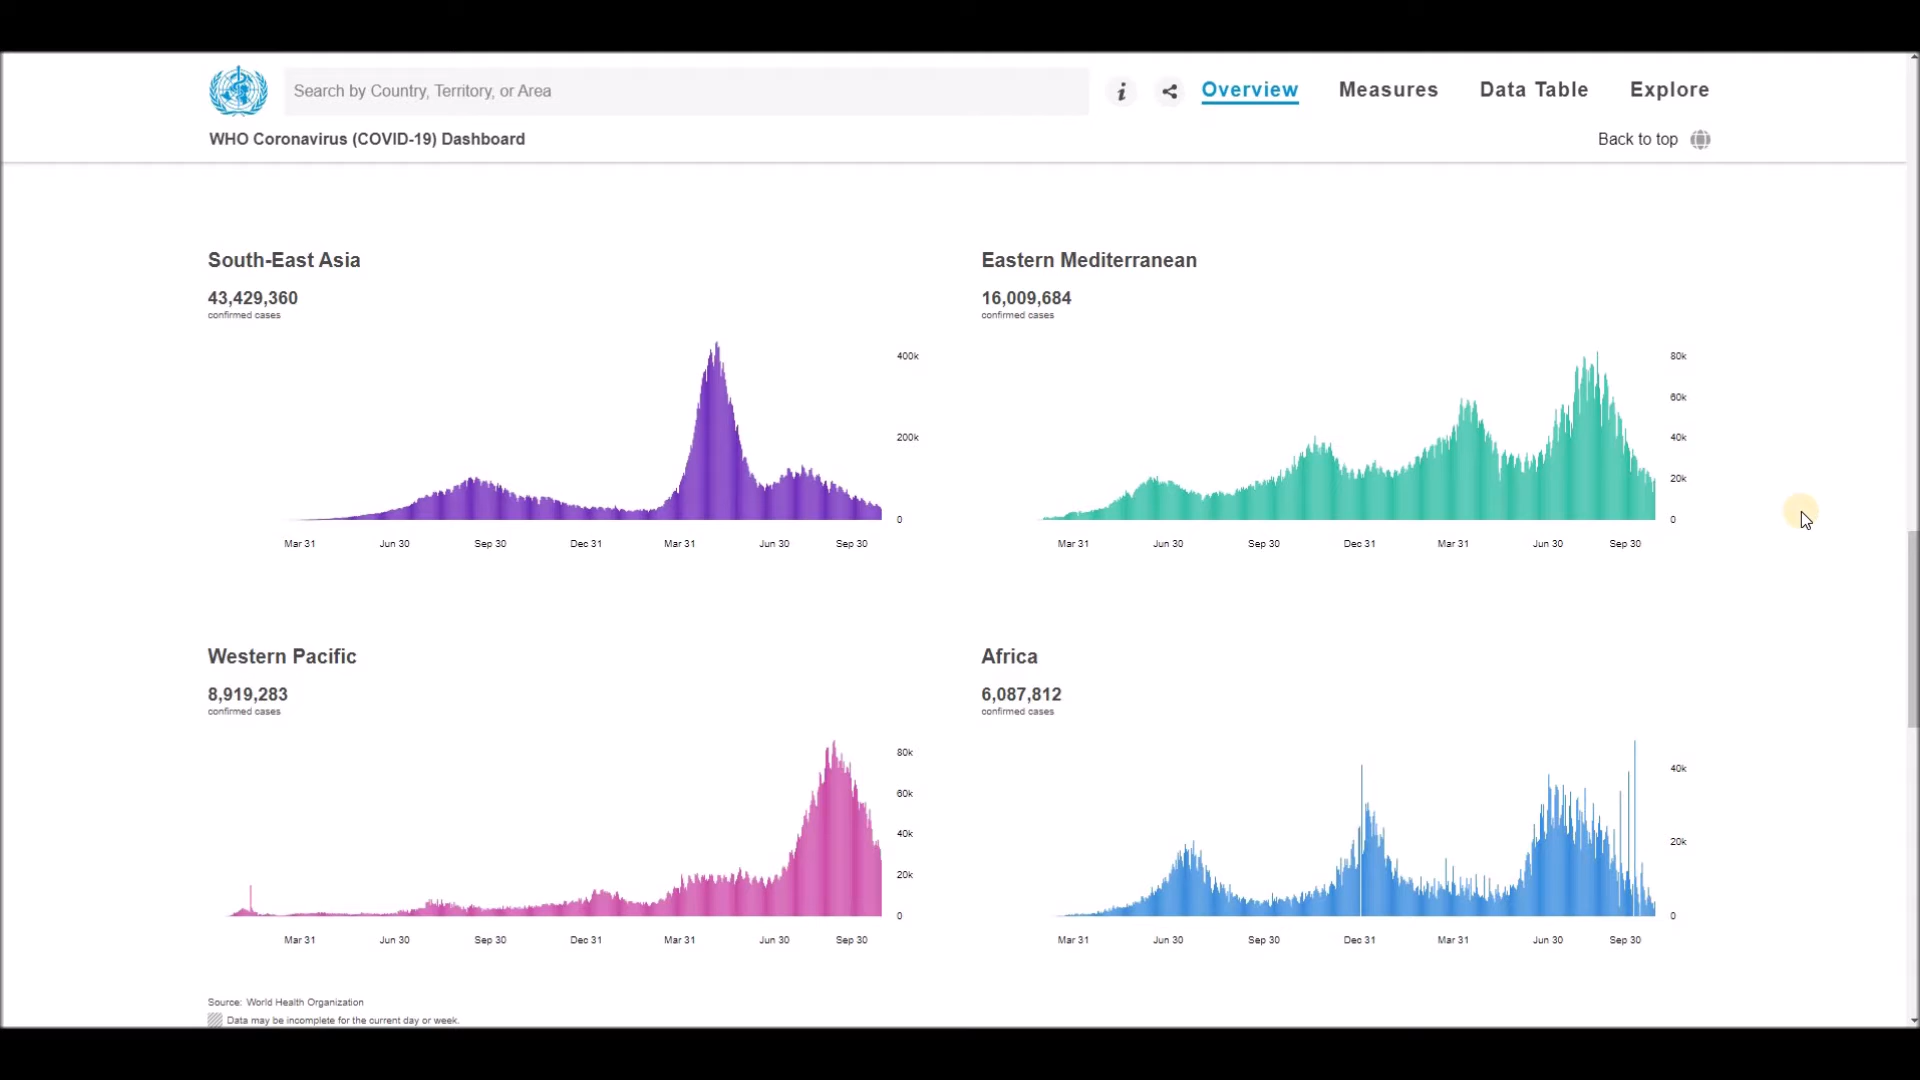 Search by Country, Territory, or Area
i
Overview
Measures
Data Table
Explore
WHO Coronavirus (COVID-19) Dashboard
Back to top
South-East Asia
43,429,360
confirmed cases
400k
200k
0
Mar 31 Jun 30 Sep 30 Dec 31 Mar 31 Jun 30 Sep 30
Eastern Mediterranean
16,009,684
confirmed cases
80k
60k
40k
20k
0
Mar 31 Jun 30 Sep 30 Dec 31 Mar 31 Jun 30 Sep 30
Western Pacific
8,919,283
confirmed cases
80k
60k
40k
20k
0
Mar 31 Jun 30 Sep 30 Dec 31 Mar 31 Jun 30 Sep 30
Africa
6,087,812
confirmed cases
40k
20k
0
Mar 31 Jun 30 Sep 30 Dec 31 Mar 31 Jun 30 Sep 30
Source: World Health Organization
Data may be incomplete for the current day or week.